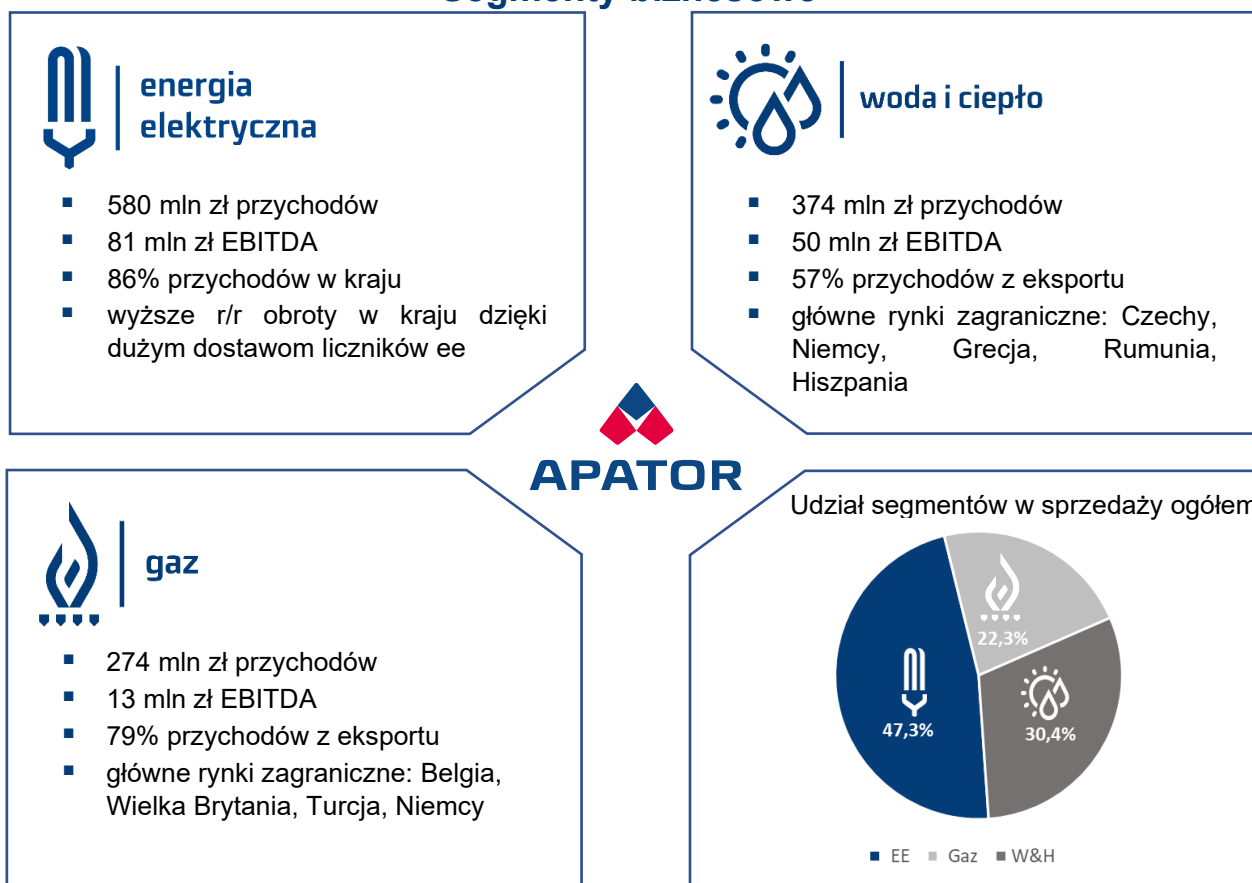 Segmenty biznesowe
energia
elektryczna
▪ 580 mln zł przychodów
▪ 81 mln zł EBITDA
▪ 86% przychodów w kraju
▪ wyższe r/r obroty w kraju dzięki
dużym dostawom liczników ee
woda i ciepło
▪ 374 mln zł przychodów
▪ 50 mln zł EBITDA
▪ 57% przychodów z eksportu
▪ główne rynki zagraniczne: Czechy,
Niemcy, Grecja, Rumunia,
Hiszpania
APATOR
gaz
▪ 274 mln zł przychodów
▪ 13 mln zł EBITDA
▪ 79% przychodów z eksportu
▪ główne rynki zagraniczne: Belgia,
Wielka Brytania, Turcja, Niemcy
Udział segmentów w sprzedaży ogółem
22,3%
47,3%
30,4%
EE Gaz W&H